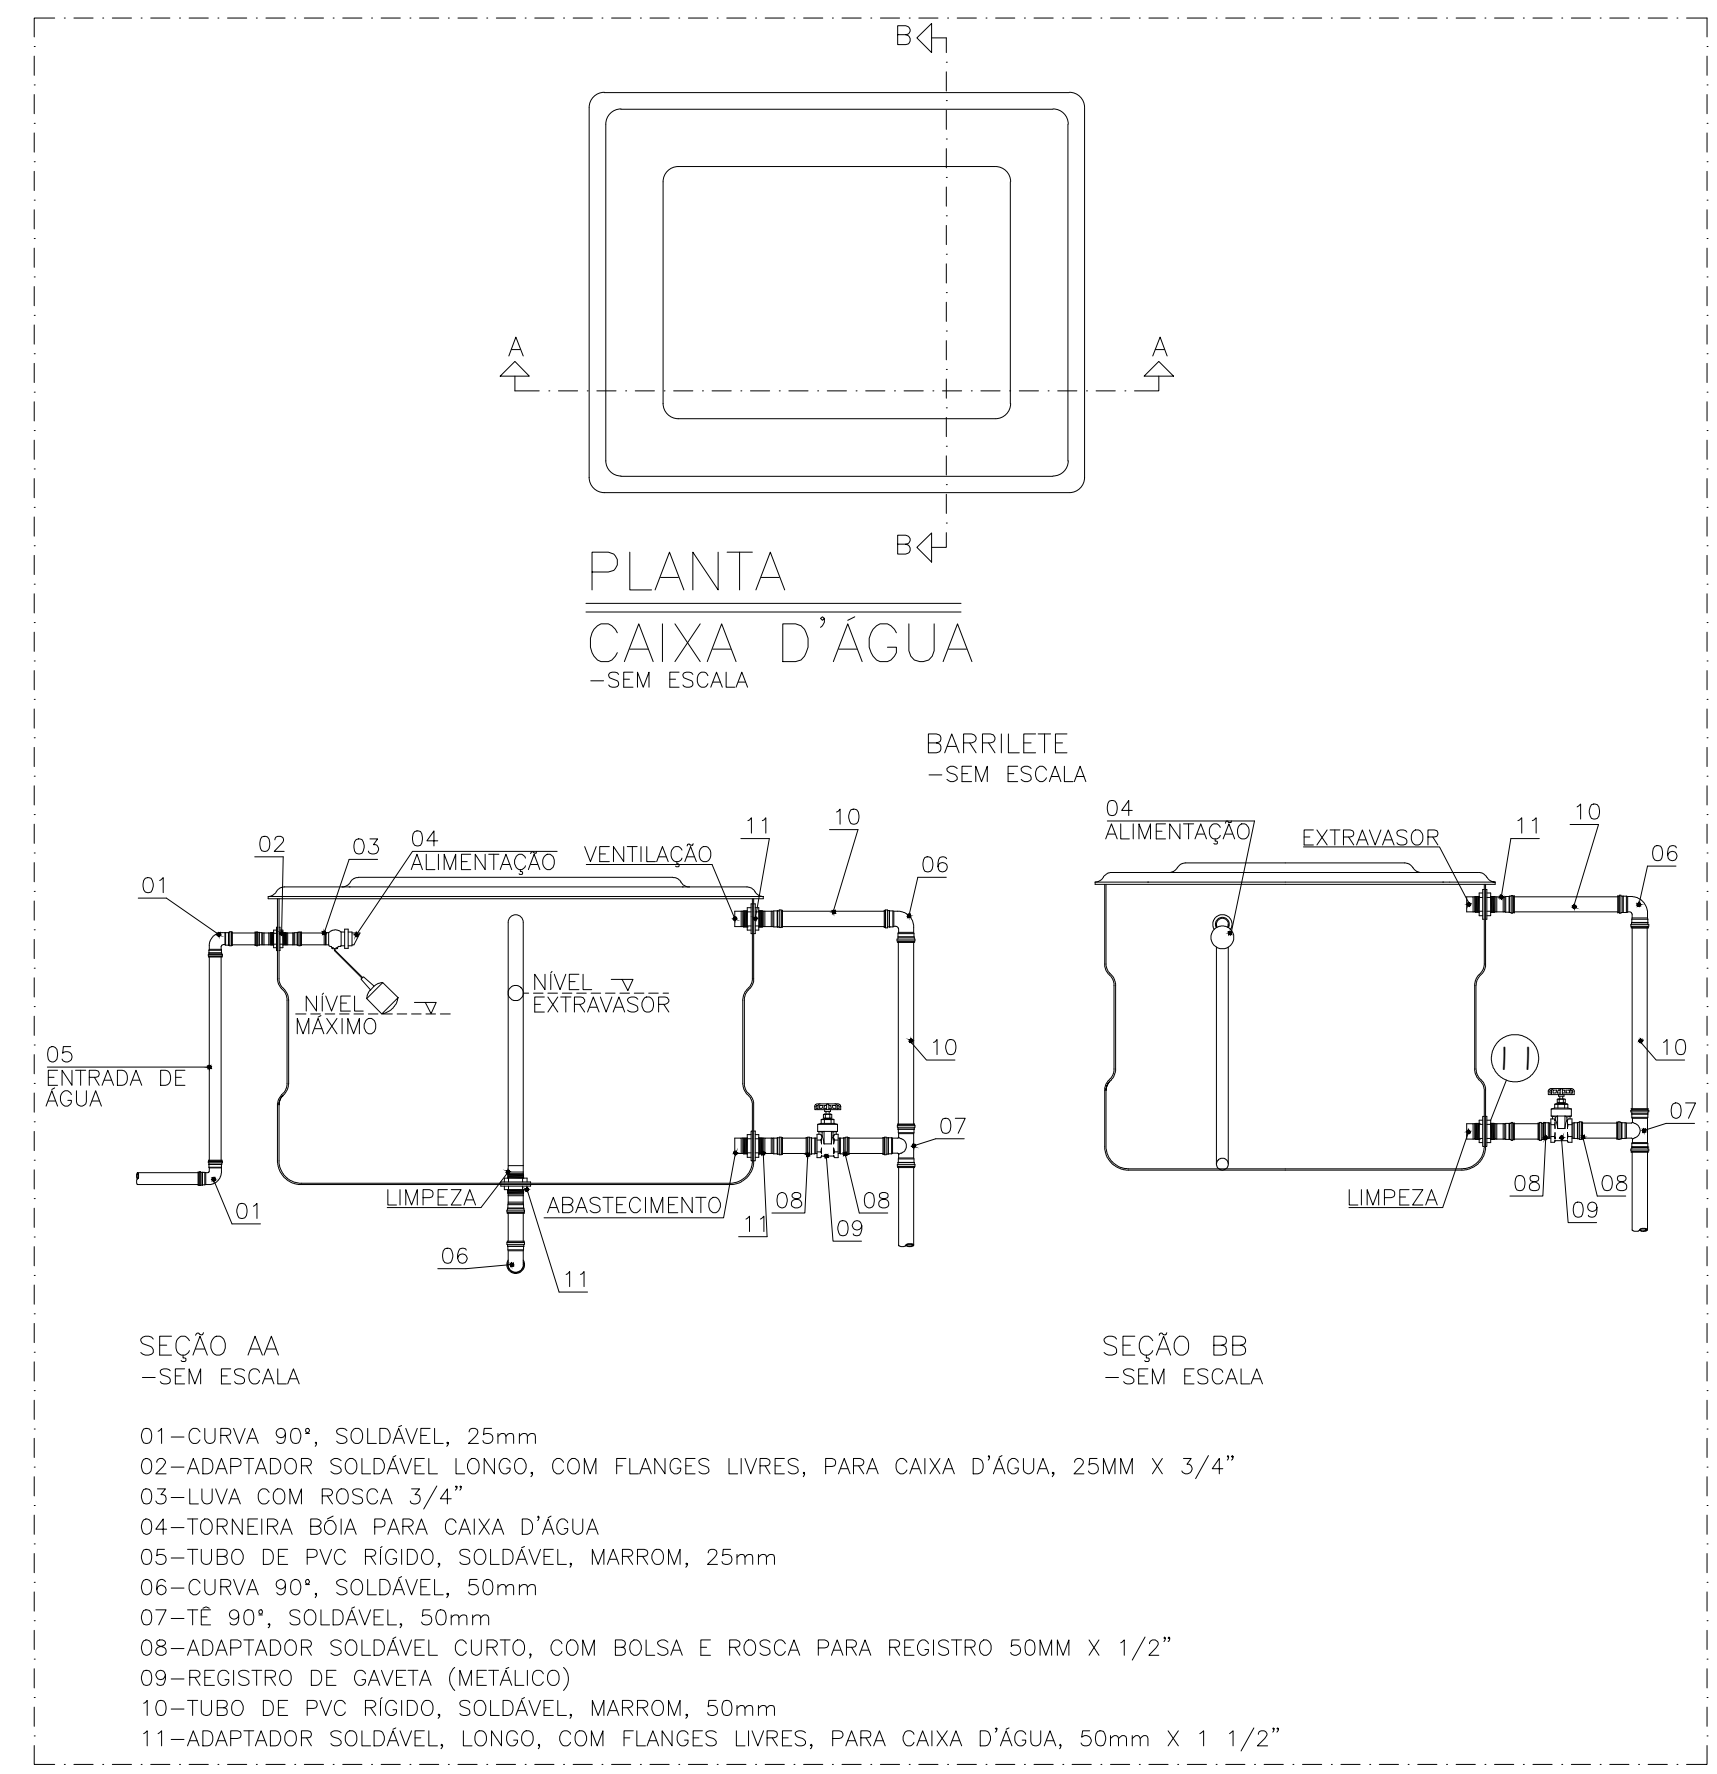 B
A
A
B
PLANTA
CAIXA D'ÁGUA
-SEM ESCALA
BARRILETE
-SEM ESCALA
01
02
03
04
ALIMENTAÇÃO
VENTILAÇÃO
11
10
06
NÍVEL
MÁXIMO
NÍVEL
EXTRAVASOR
05
ENTRADA DE
ÁGUA
10
07
01
LIMPEZA
ABASTECIMENTO
11
08
09
08
06
11
04
ALIMENTAÇÃO
EXTRAVASOR
11
10
06
11
10
07
LIMPEZA
08
09
08
SEÇÃO AA
-SEM ESCALA
SEÇÃO BB
-SEM ESCALA
01-CURVA 90°, SOLDÁVEL, 25mm
02-ADAPTADOR SOLDÁVEL LONGO, COM FLANGES LIVRES, PARA CAIXA D'ÁGUA, 25MM X 3/4"
03-LUVA COM ROSCA 3/4"
04-TORNEIRA BÓIA PARA CAIXA D'ÁGUA
05-TUBO DE PVC RÍGIDO, SOLDÁVEL, MARROM, 25mm
06-CURVA 90°, SOLDÁVEL, 50mm
07-TÊ 90°, SOLDÁVEL, 50mm
08-ADAPTADOR SOLDÁVEL CURTO, COM BOLSA E ROSCA PARA REGISTRO 50MM X 1/2"
09-REGISTRO DE GAVETA (METÁLICO)
10-TUBO DE PVC RÍGIDO, SOLDÁVEL, MARROM, 50mm
11-ADAPTADOR SOLDÁVEL, LONGO, COM FLANGES LIVRES, PARA CAIXA D'ÁGUA, 50mm X 1 1/2"